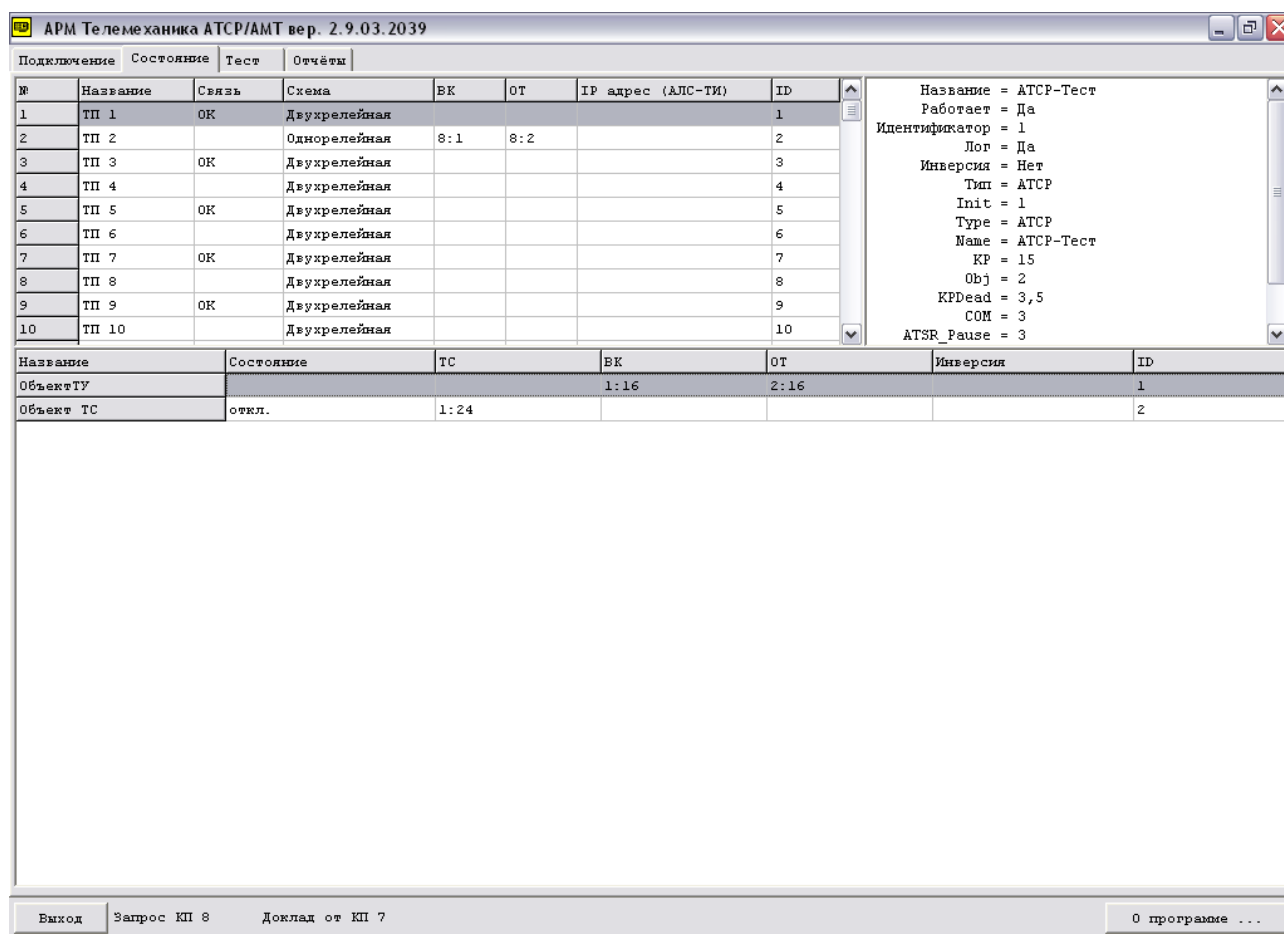 АРМ Телемеханика АТСР/АМТ вер. 2.9.03.2039
Подключение Состояние Тест Отчёты
№ Название Связь Схема ВК ОТ IP адрес (АЛС-ТИ) ID
1 ТП 1 ОК Двухрелейная 1
2 ТП 2 Однорелейная 8:1 8:2 2
3 ТП 3 ОК Двухрелейная 3
4 ТП 4 Двухрелейная 4
5 ТП 5 ОК Двухрелейная 5
6 ТП 6 Двухрелейная 6
7 ТП 7 ОК Двухрелейная 7
8 ТП 8 Двухрелейная 8
9 ТП 9 ОК Двухрелейная 9
10 ТП 10 Двухрелейная 10
Название = АТСР-Тест
Работает = Да
Идентификатор = 1
Лог = Да
Инверсия = Нет
Тип = АТСР
Init = 1
Type = АТСР
Name = АТСР-Тест
KP = 15
Obj = 2
KPDead = 3,5
COM = 3
ATSR_Pause = 3
Название Состояние ТС ВК ОТ Инверсия ID
ОбъектТУ 1:16 2:16 1
Объект ТС откл. 1:24 2
Выход Запрос КП 8 Доклад от КП 7 О программе ...